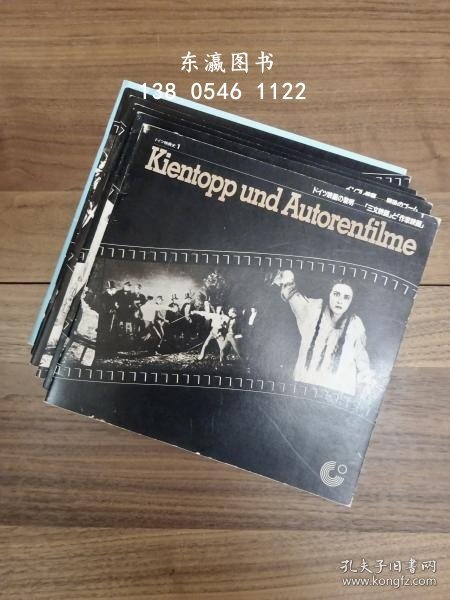 东瀛图书
138 0546 1122
ドイツ映画史 1
Kientopp und Autorenfilme
ドイツ映画の黎明──「三文映画」と「作家映画」
孔夫子旧书网
www.kongfz.com